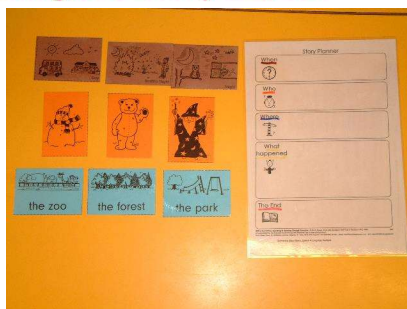 Story Planner
When
Who
Where
What
happened
The End
the zoo
the forest
the park